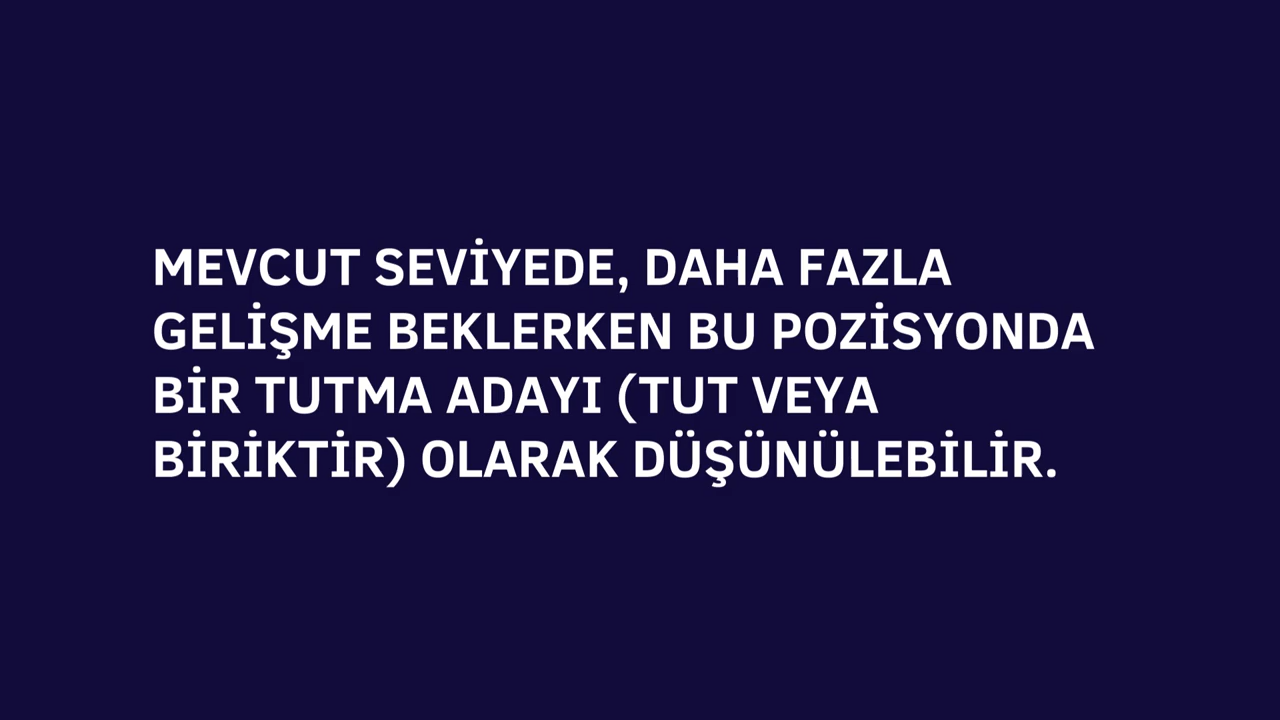 MEVCUT SEVİYEDE, DAHA FAZLA
GELİŞME BEKLERKEN BU POZİSYONDA
BİR TUTMA ADAYI (TUT VEYA
BİRİKTİR) OLARAK DÜŞÜNÜLEBİLİR.